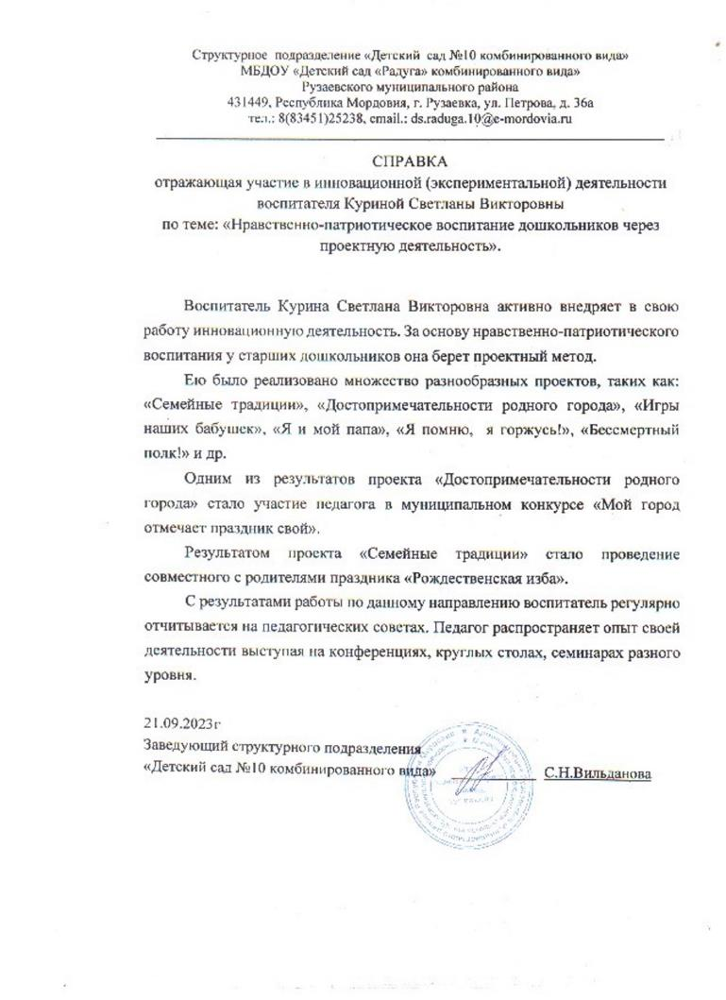 Структурное подразделение «Детский сад №10 комбинированного вида»
МБДОУ «Детский сад «Радуга» комбинированного вида»
Рузаевского муниципального района
431449, Республика Мордовия, г. Рузаевка, ул. Петрова, д. 36а
тел.: 8(83451)25238, email.: ds.raduga.10@e-mordovia.ru
СПРАВКА
отражающая участие в инновационной (экспериментальной) деятельности
воспитателя Куриной Светланы Викторовны
по теме: «Нравственно-патриотическое воспитание дошкольников через
проектную деятельность».
Воспитатель Курина Светлана Викторовна активно внедряет в свою
работу инновационную деятельность. За основу нравственно-патриотического
воспитания у старших дошкольников она берет проектный метод.
Ею было реализовано множество разнообразных проектов, таких как:
«Семейные традиции», «Достопримечательности родного города», «Игры
наших бабушек», «Я и мой папа», «Я помню, я горжусь!», «Бессмертный
полк!» и др.
Одним из результатов проекта «Достопримечательности родного
города» стало участие педагога в муниципальном конкурсе «Мой город
отмечает праздник свой».
Результатом проекта «Семейные традиции» стало проведение
совместного с родителями праздника «Рождественская изба».
С результатами работы по данному направлению воспитатель регулярно
отчитывается на педагогических советах. Педагог распространяет опыт своей
деятельности выступая на конференциях, круглых столах, семинарах разного
уровня.
21.09.2023г
Заведующий структурного подразделения
«Детский сад №10 комбинированного вида» С.Н.Вильданова